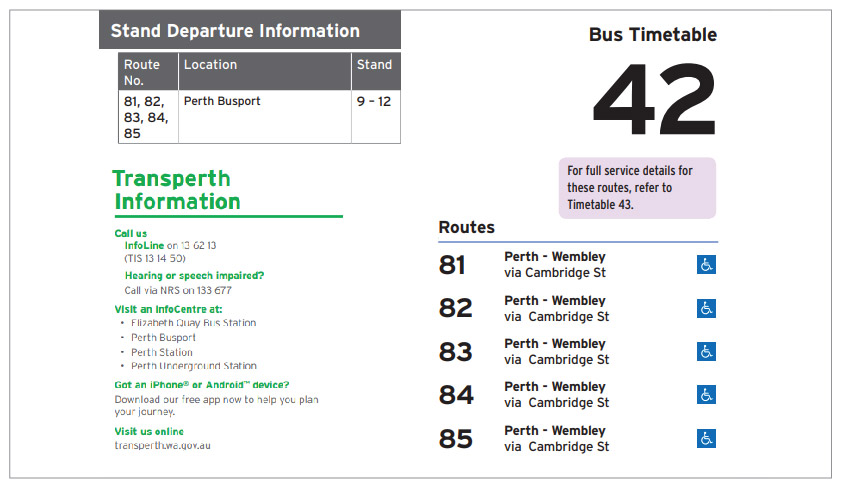 Stand Departure Information
Route No. Location Stand
81, 82, 83, 84, 85 Perth Busport 9 – 12
Transperth
Information
Call us
InfoLine on 13 62 13
(TIS 13 14 50)
Hearing or speech impaired?
Call via NRS on 133 677
Visit an InfoCentre at:
• Elizabeth Quay Bus Station
• Perth Busport
• Perth Station
• Perth Underground Station
Got an iPhone® or Android™ device?
Download our free app now to help you plan
your journey.
Visit us online
transperth.wa.gov.au
Bus Timetable
42
For full service details for
these routes, refer to
Timetable 43.
Routes
81 Perth - Wembley
via Cambridge St
82 Perth - Wembley
via Cambridge St
83 Perth - Wembley
via Cambridge St
84 Perth - Wembley
via Cambridge St
85 Perth - Wembley
via Cambridge St